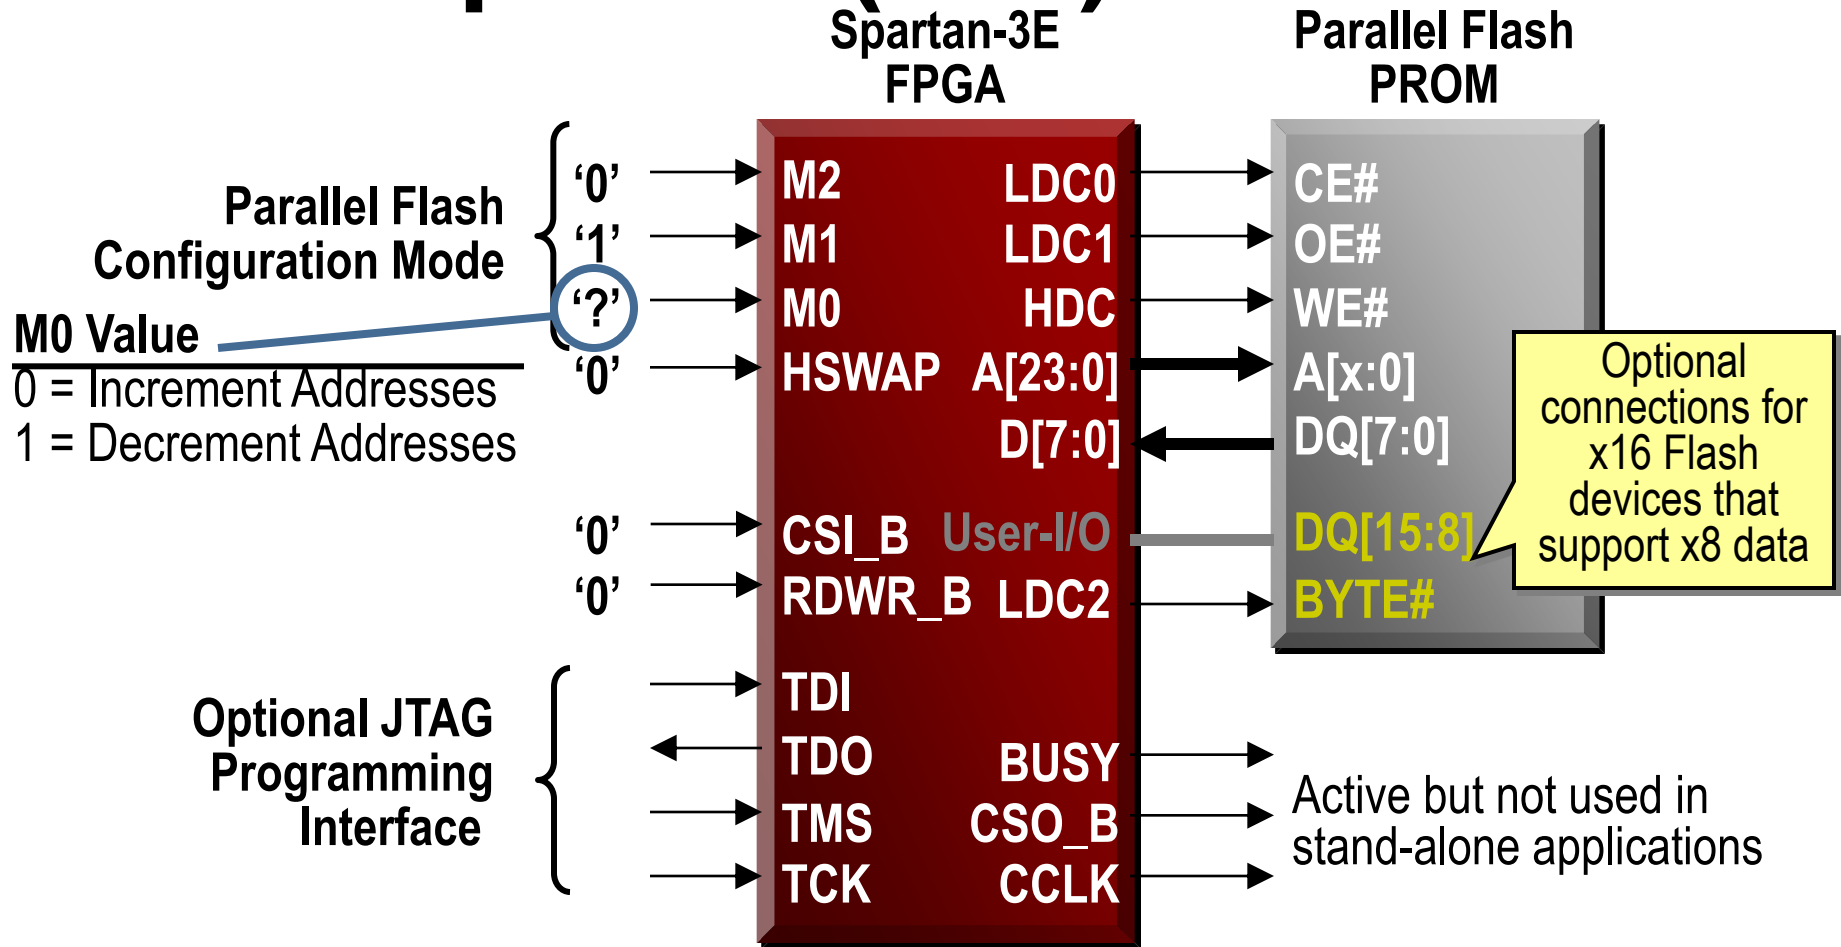 Spartan-3E
FPGA
Parallel Flash
PROM
Parallel Flash
Configuration Mode
‘0’
‘1’
‘?’
‘0’
M0 Value
0 = Increment Addresses
1 = Decrement Addresses
‘0’
‘0’
Optional JTAG
Programming
Interface
M2
M1
M0
HSWAP
CSI_B
RDWR_B
TDI
TDO
TMS
TCK
LDC0
LDC1
HDC
A[23:0]
D[7:0]
User-I/O
LDC2
BUSY
CSO_B
CCLK
CE#
OE#
WE#
A[x:0]
DQ[7:0]
DQ[15:8]
BYTE#
Optional
connections for
x16 Flash
devices that
support x8 data
Active but not used in
stand-alone applications